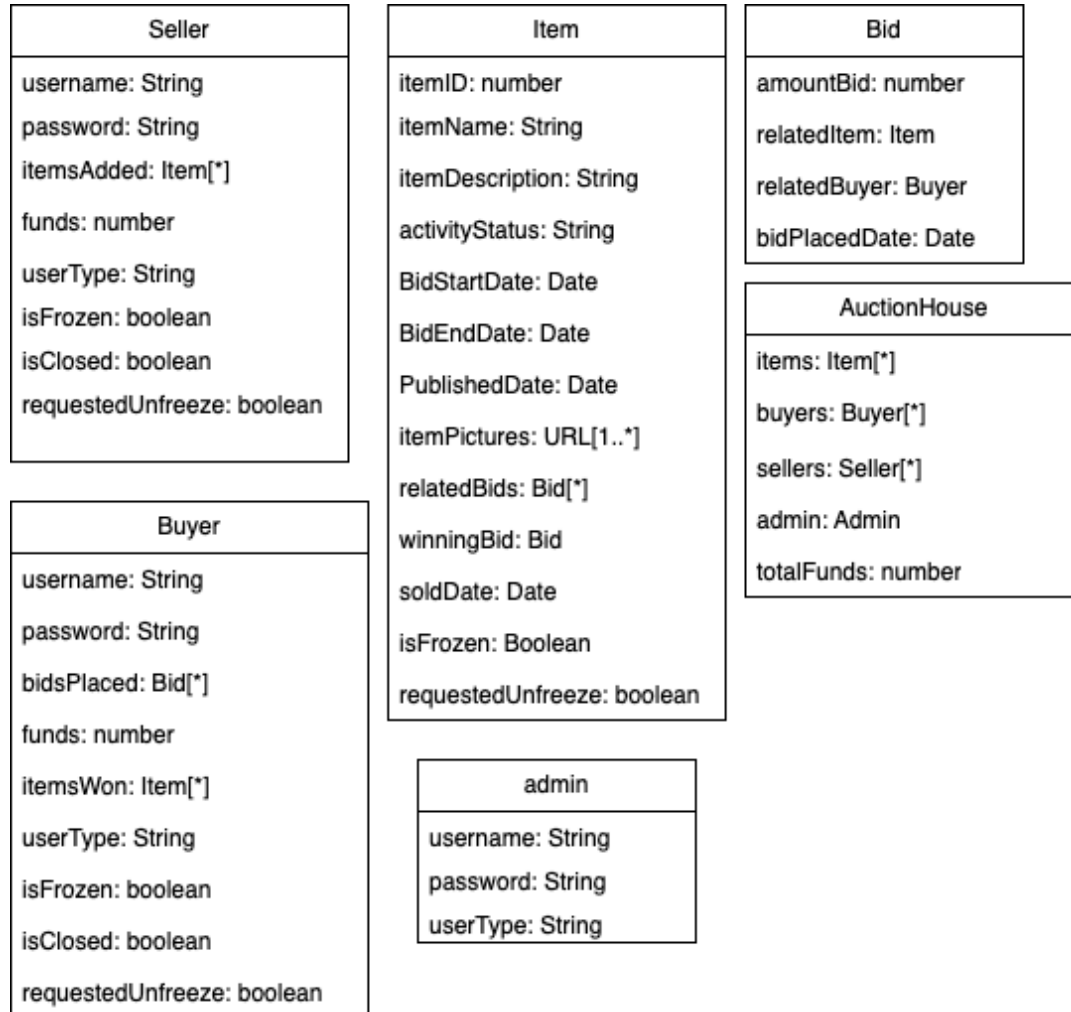 Seller
username: String
password: String
itemsAdded: Item[*]
funds: number
userType: String
isFrozen: boolean
isClosed: boolean
requestedUnfreeze: boolean
Buyer
username: String
password: String
bidsPlaced: Bid[*]
funds: number
itemsWon: Item[*]
userType: String
isFrozen: boolean
isClosed: boolean
requestedUnfreeze: boolean
Item
itemID: number
itemName: String
itemDescription: String
activityStatus: String
BidStartDate: Date
BidEndDate: Date
PublishedDate: Date
itemPictures: URL[1..*]
relatedBids: Bid[*]
winningBid: Bid
soldDate: Date
isFrozen: Boolean
requestedUnfreeze: boolean
admin
username: String
password: String
userType: String
Bid
amountBid: number
relatedItem: Item
relatedBuyer: Buyer
bidPlacedDate: Date
AuctionHouse
items: Item[*]
buyers: Buyer[*]
sellers: Seller[*]
admin: Admin
totalFunds: number